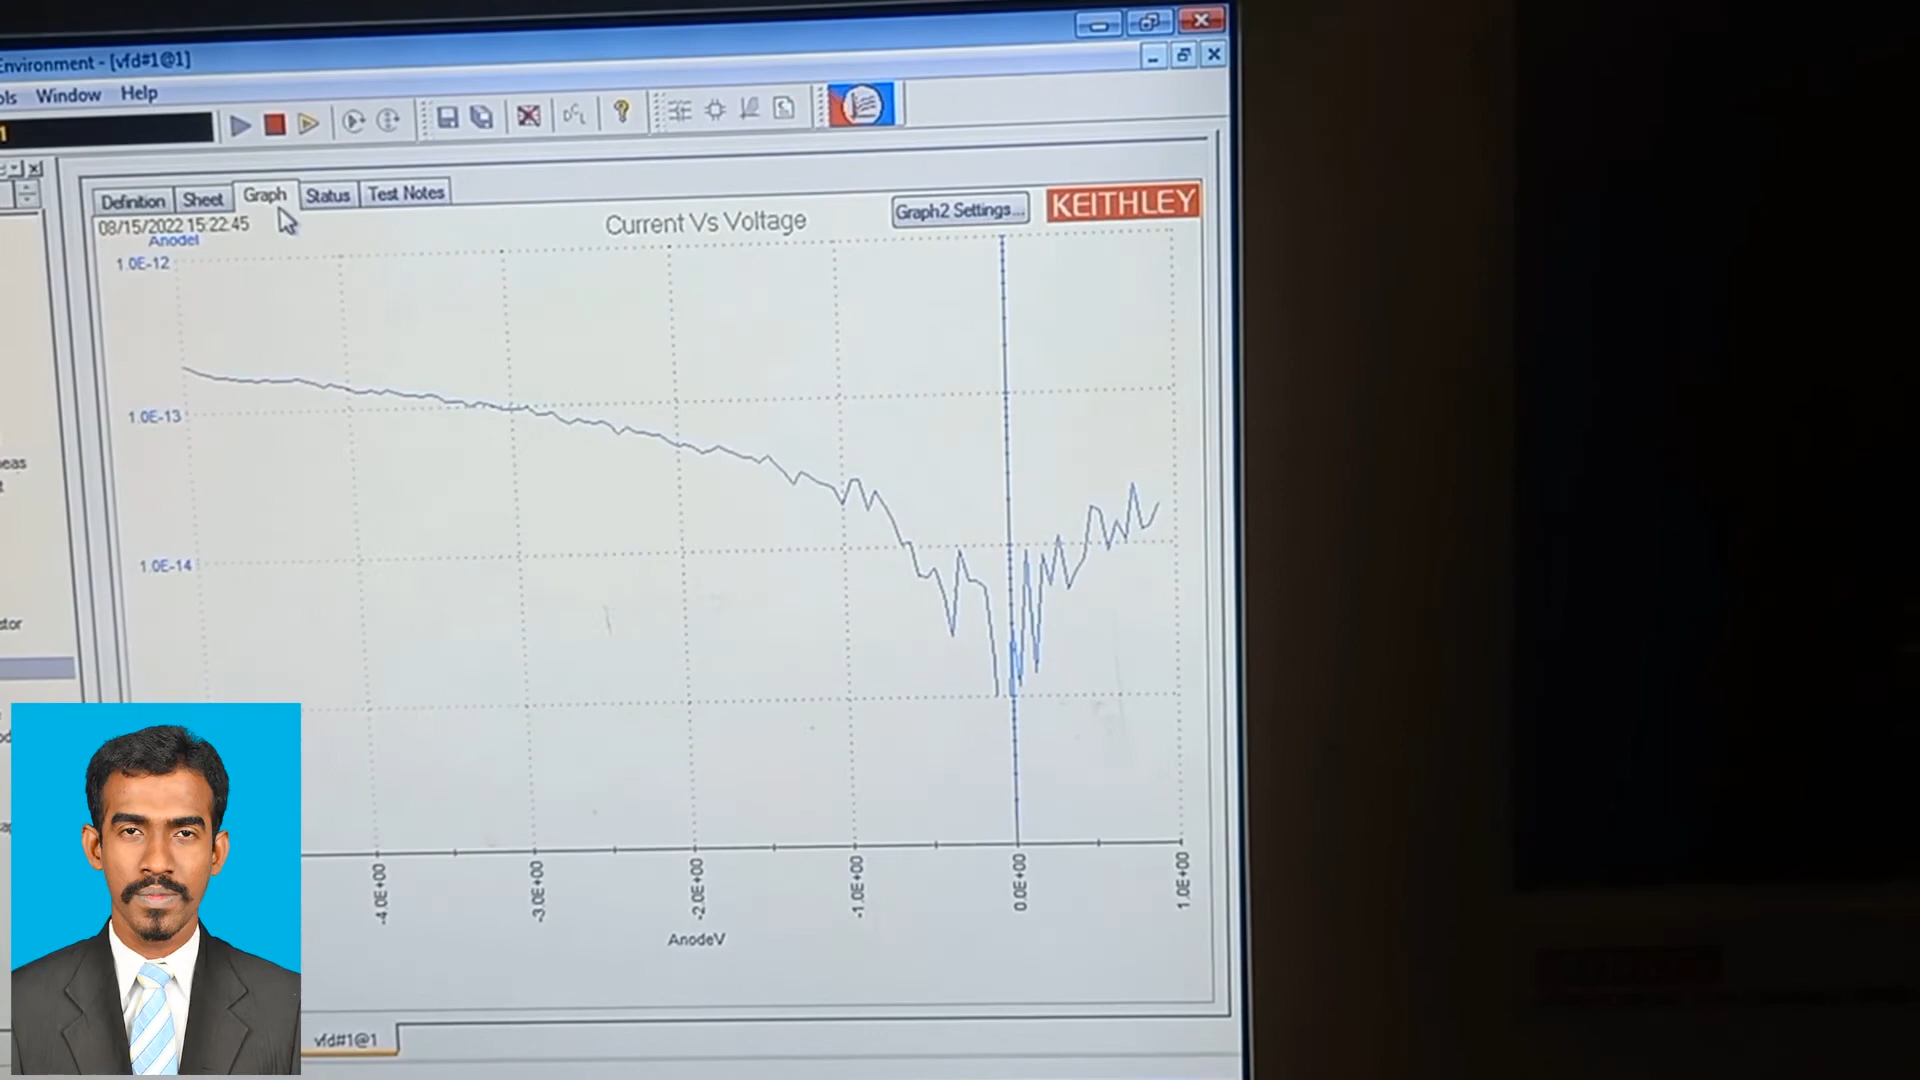 Environment - [vfd#1@1]
ols Window Help
1
Definition Sheet Graph Status Test Notes
08/15/2022 15:22:45
Current Vs Voltage
Graph2 Settings...
KEITHLEY
AnodeI
1.0E-12
1.0E-13
1.0E-14
eas
stor
-4.0E+00 -3.0E+00 -2.0E+00 -1.0E+00 0.0E+00 1.0E+00
AnodeV
vfd#1@1